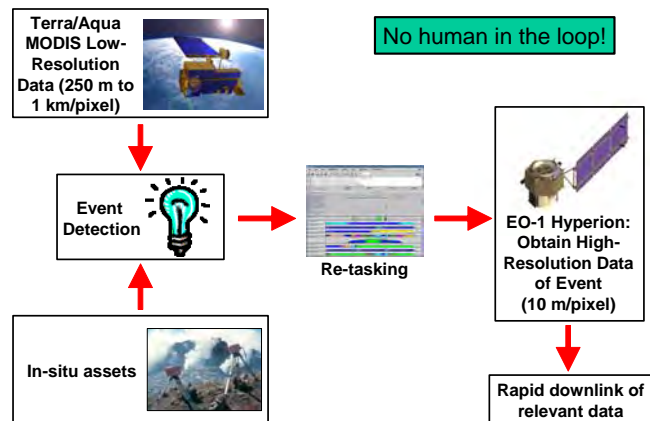 Terra/Aqua
MODIS Low-
Resolution
Data (250 m to
1 km/pixel)
No human in the loop!
Event
Detection
Re-tasking
EO-1 Hyperion:
Obtain High-
Resolution Data
of Event
(10 m/pixel)
In-situ assets
Rapid downlink of
relevant data